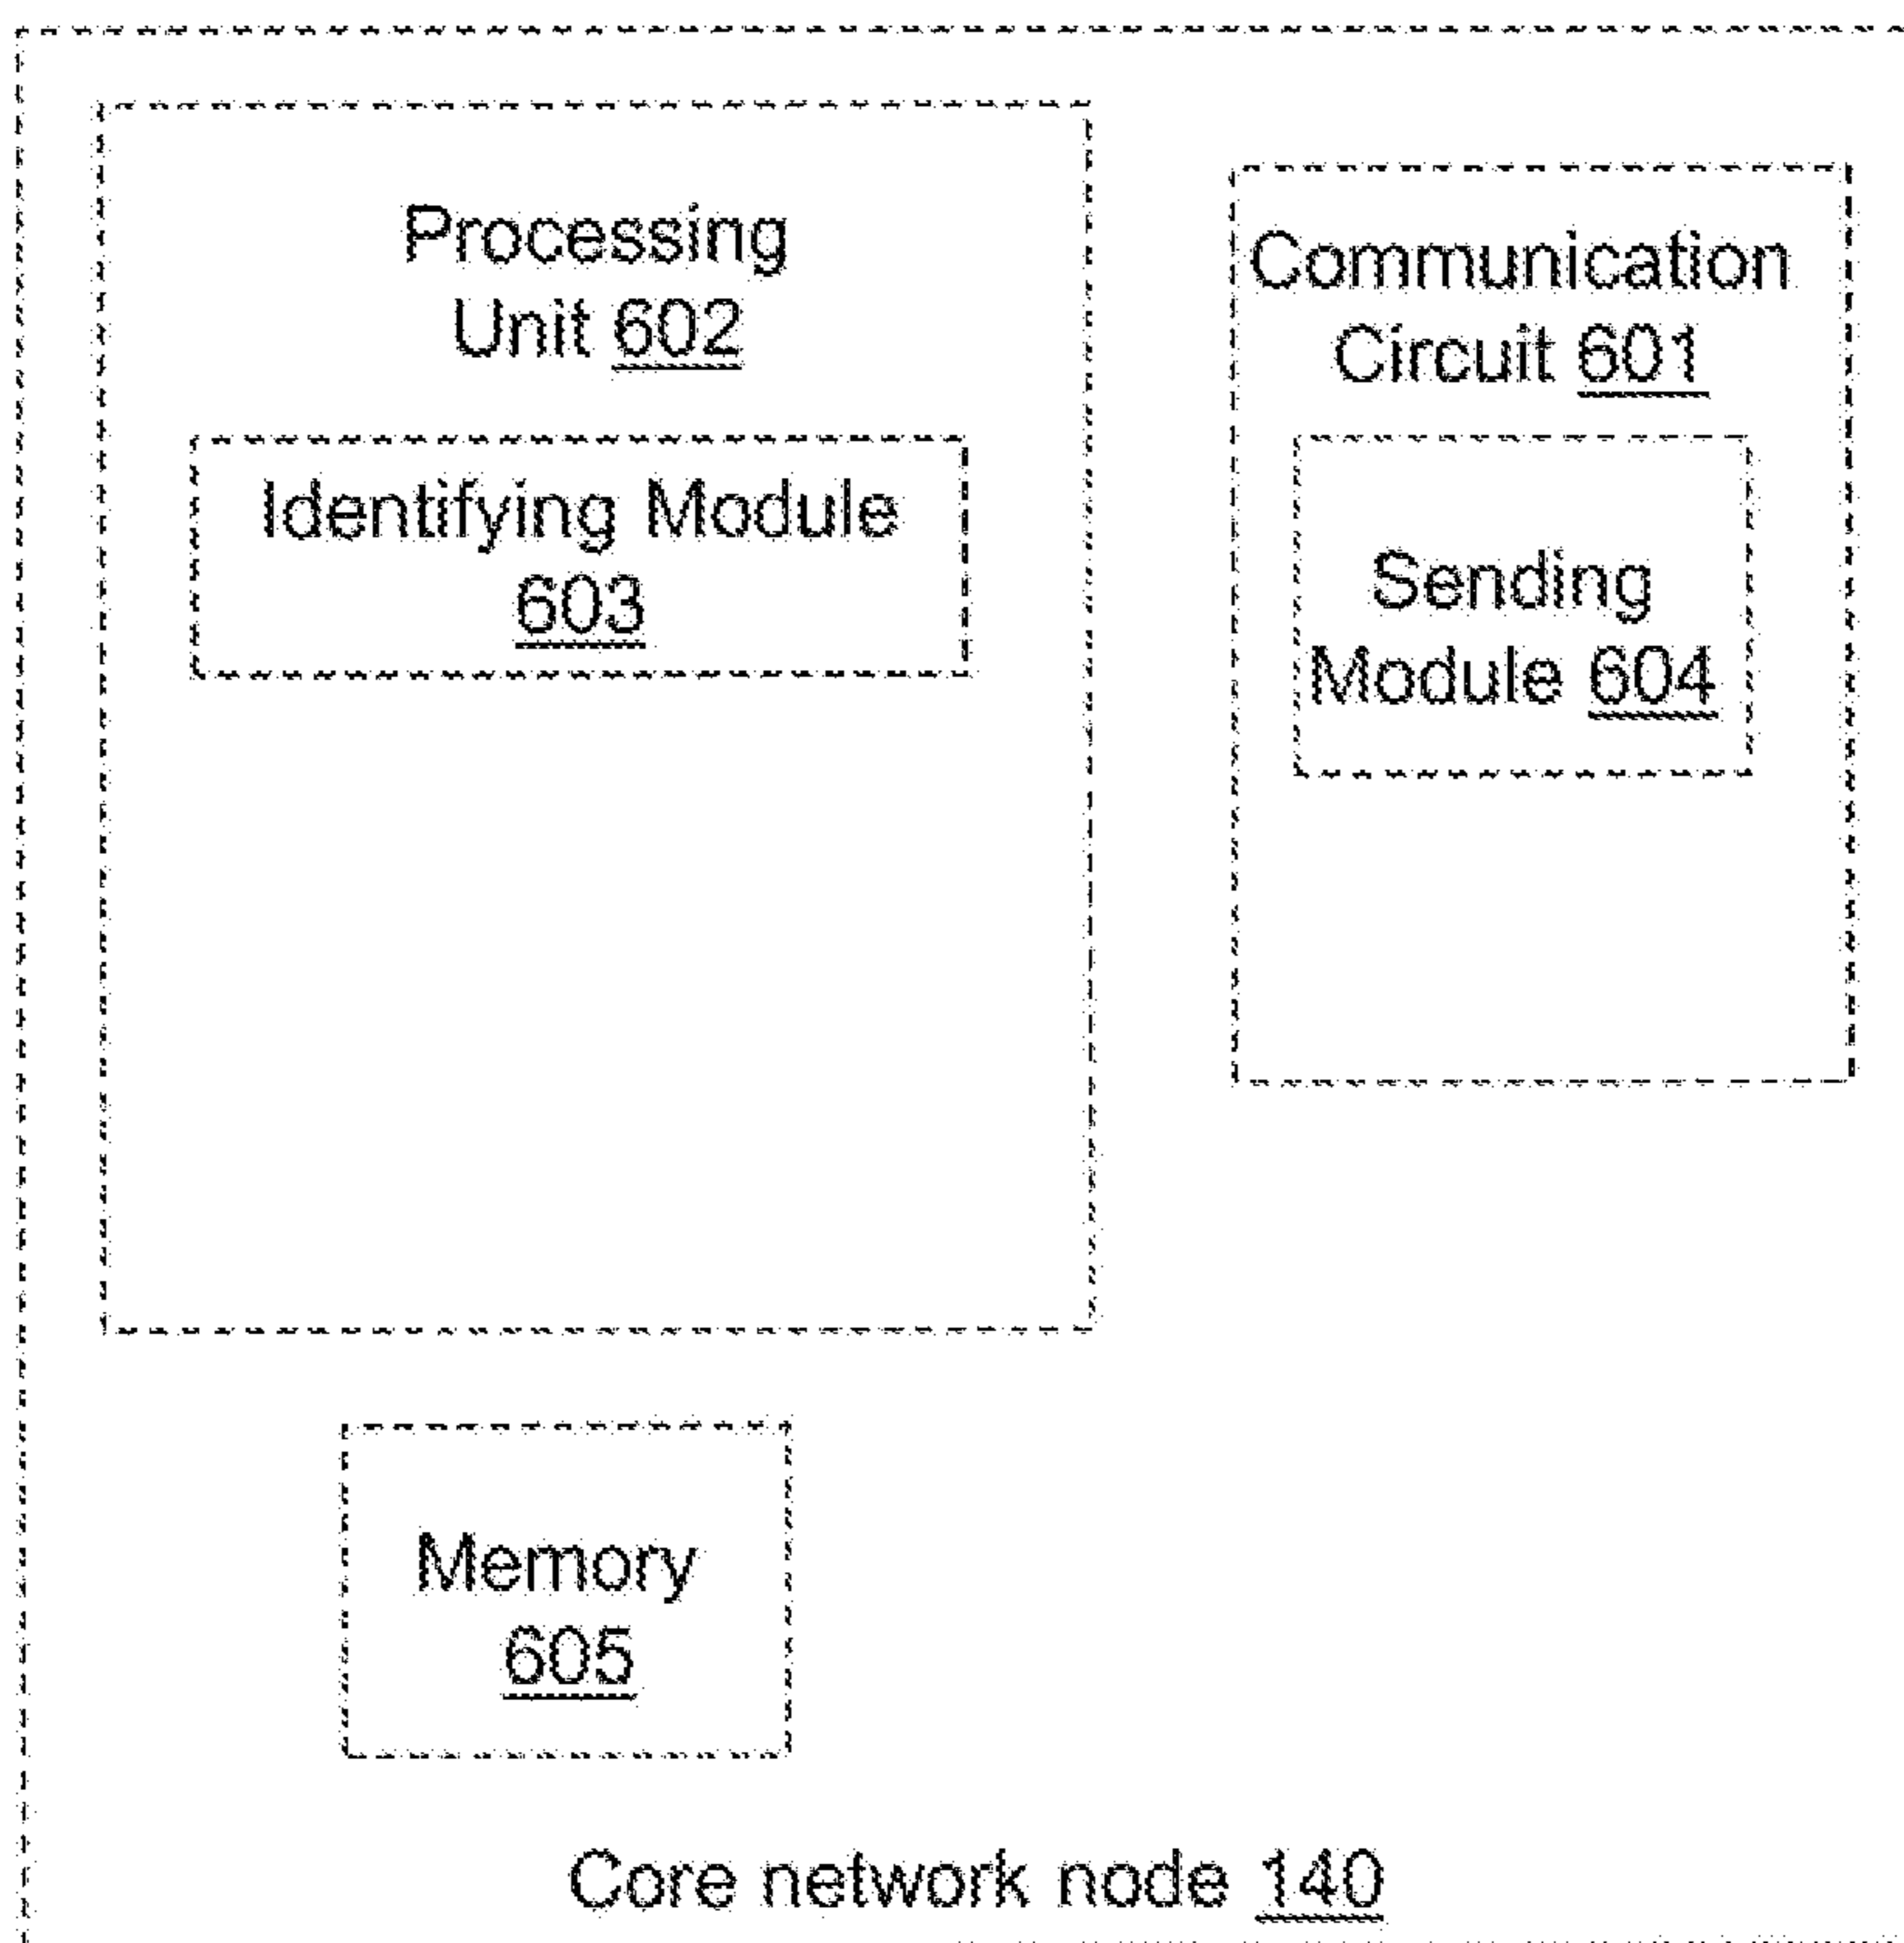 Processing
Unit 602
Identifying Module
603
Communication
Circuit 601
Sending
Module 604
Memory
605
Core network node 140